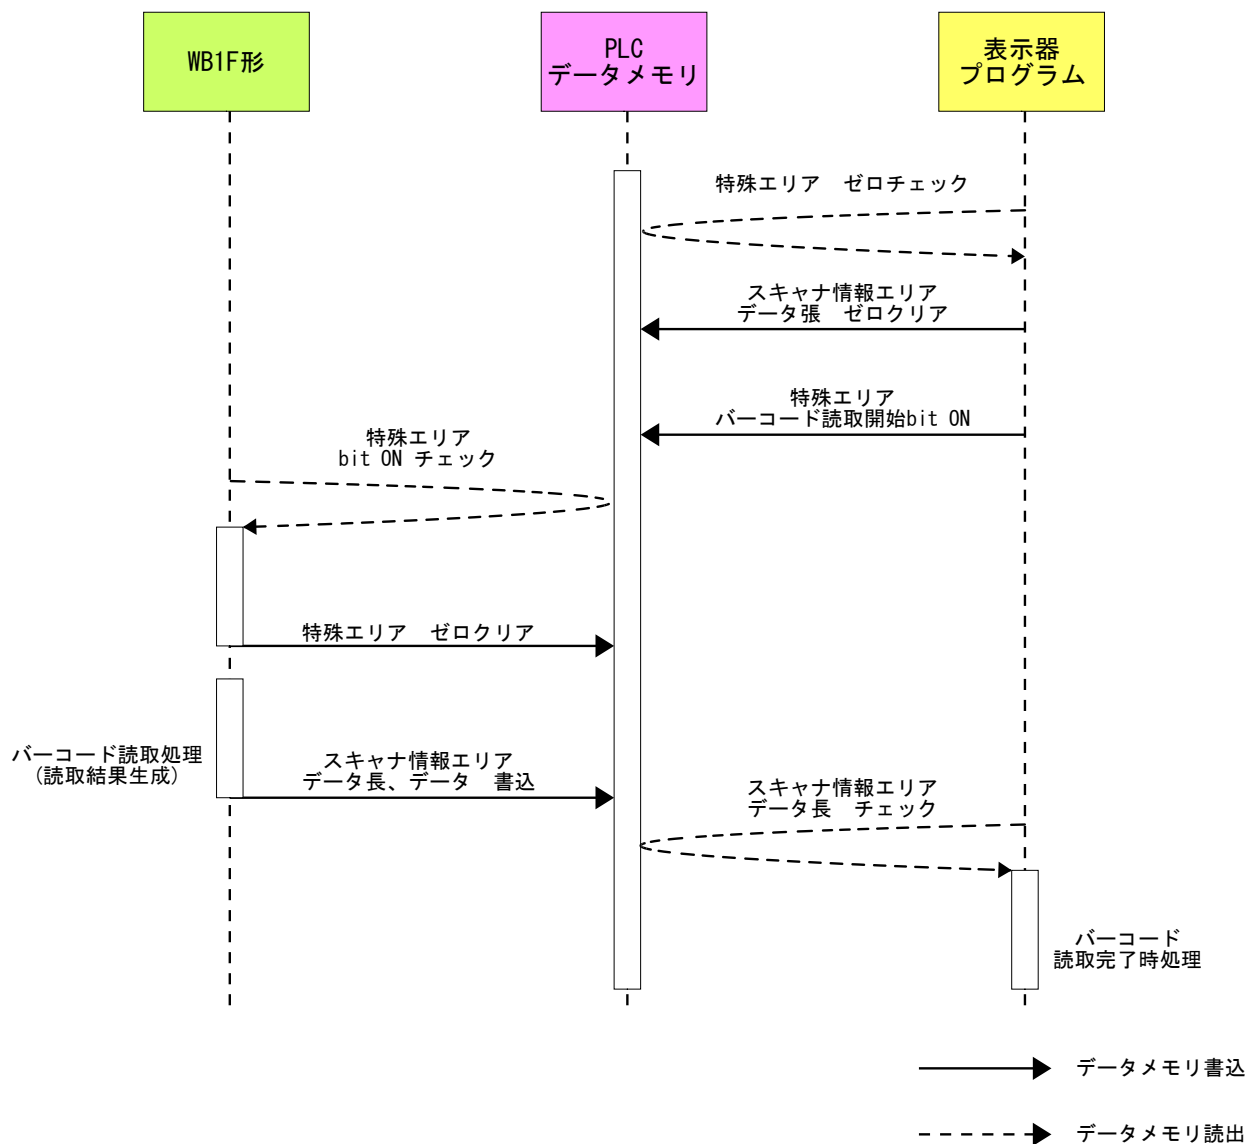 WB1F形
PLC
データメモリ
表示器
プログラム
特殊エリア　ゼロチェック
スキャナ情報エリア
データ張　ゼロクリア
特殊エリア
バーコード読取開始bit ON
特殊エリア
bit ON チェック
特殊エリア　ゼロクリア
バーコード読取処理
(読取結果生成)
スキャナ情報エリア
データ長、データ　書込
スキャナ情報エリア
データ長　チェック
バーコード
読取完了時処理
データメモリ書込
データメモリ読出